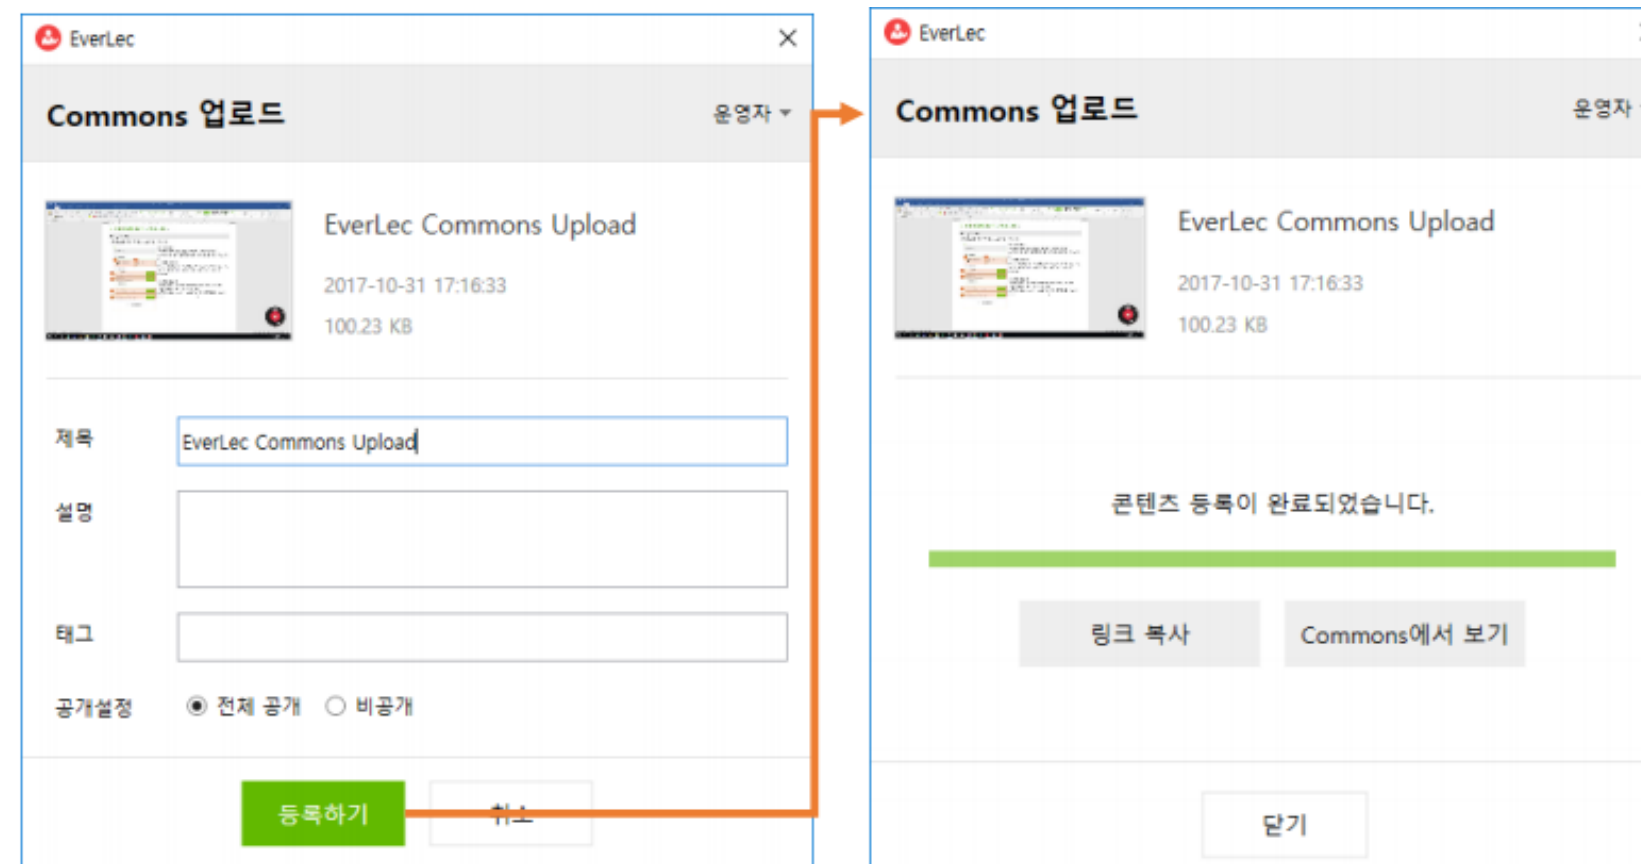 EverLec
Commons 업로드
운영자
EverLec Commons Upload
2017-10-31 17:16:33
100.23 KB
제목
EverLec Commons Upload
설명
태그
공개설정
전체 공개
비공개
등록하기
취소
EverLec
Commons 업로드
운영자
EverLec Commons Upload
2017-10-31 17:16:33
100.23 KB
콘텐츠 등록이 완료되었습니다.
링크 복사
Commons에서 보기
닫기